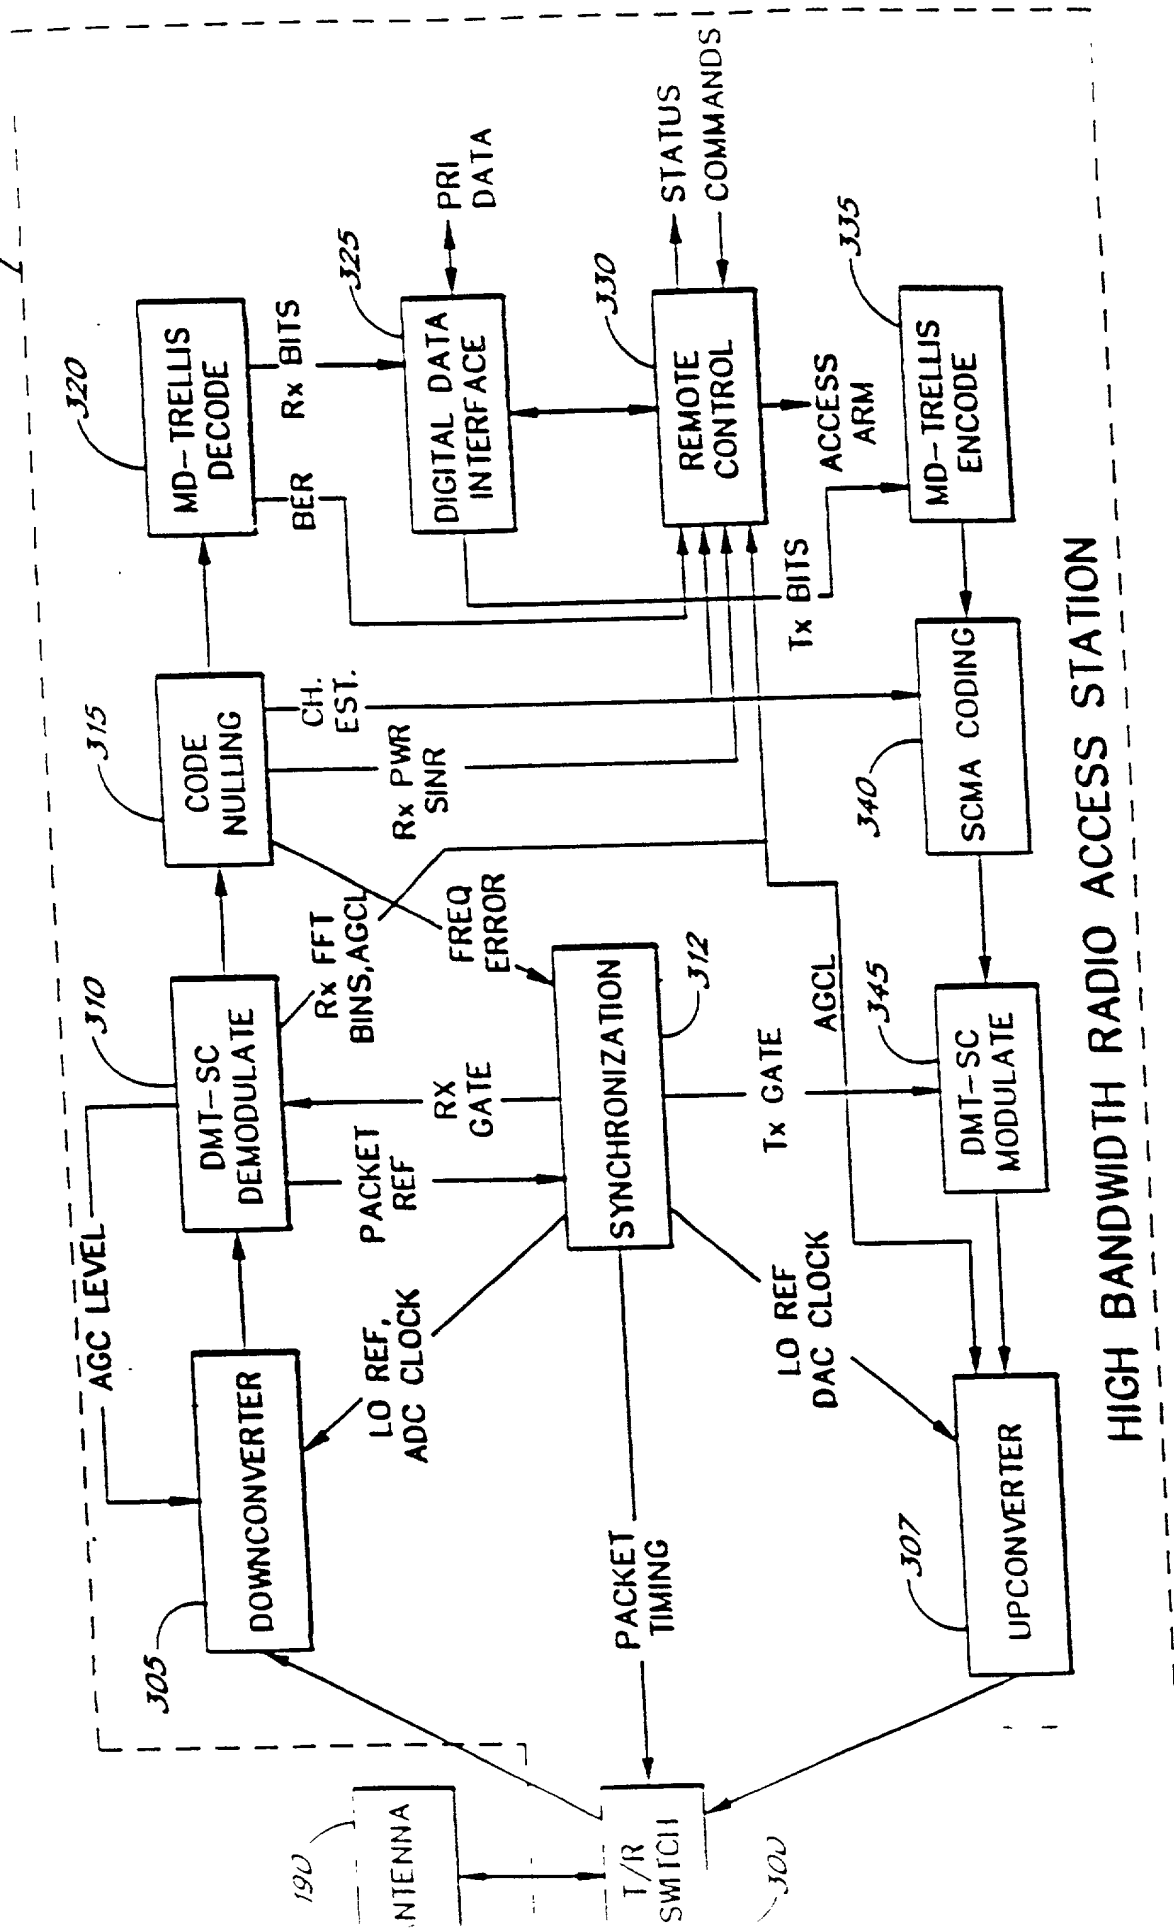 190
ANTENNA
T/R
SWITCH
300
305
DOWNCONVERTER
AGC LEVEL
310
DMT-SC
DEMODULATE
315
CODE
NULLING
320
MD-TRELLIS
DECODE
BER
Rx BITS
CH.
EST.
Rx PWR
SINR
Rx FFT
BINS,AGCL
FREQ
ERROR
RX
GATE
PACKET
REF
LO REF,
ADC CLOCK
325
DIGITAL DATA
INTERFACE
PRI
DATA
SYNCHRONIZATION
312
PACKET
TIMING
330
REMOTE
CONTROL
STATUS
COMMANDS
ACCESS
ARM
Tx BITS
AGCL
Tx GATE
LO REF
DAC CLOCK
307
UPCONVERTER
345
DMT-SC
MODULATE
340
SCMA CODING
335
MD-TRELLIS
ENCODE
HIGH BANDWIDTH RADIO ACCESS STATION